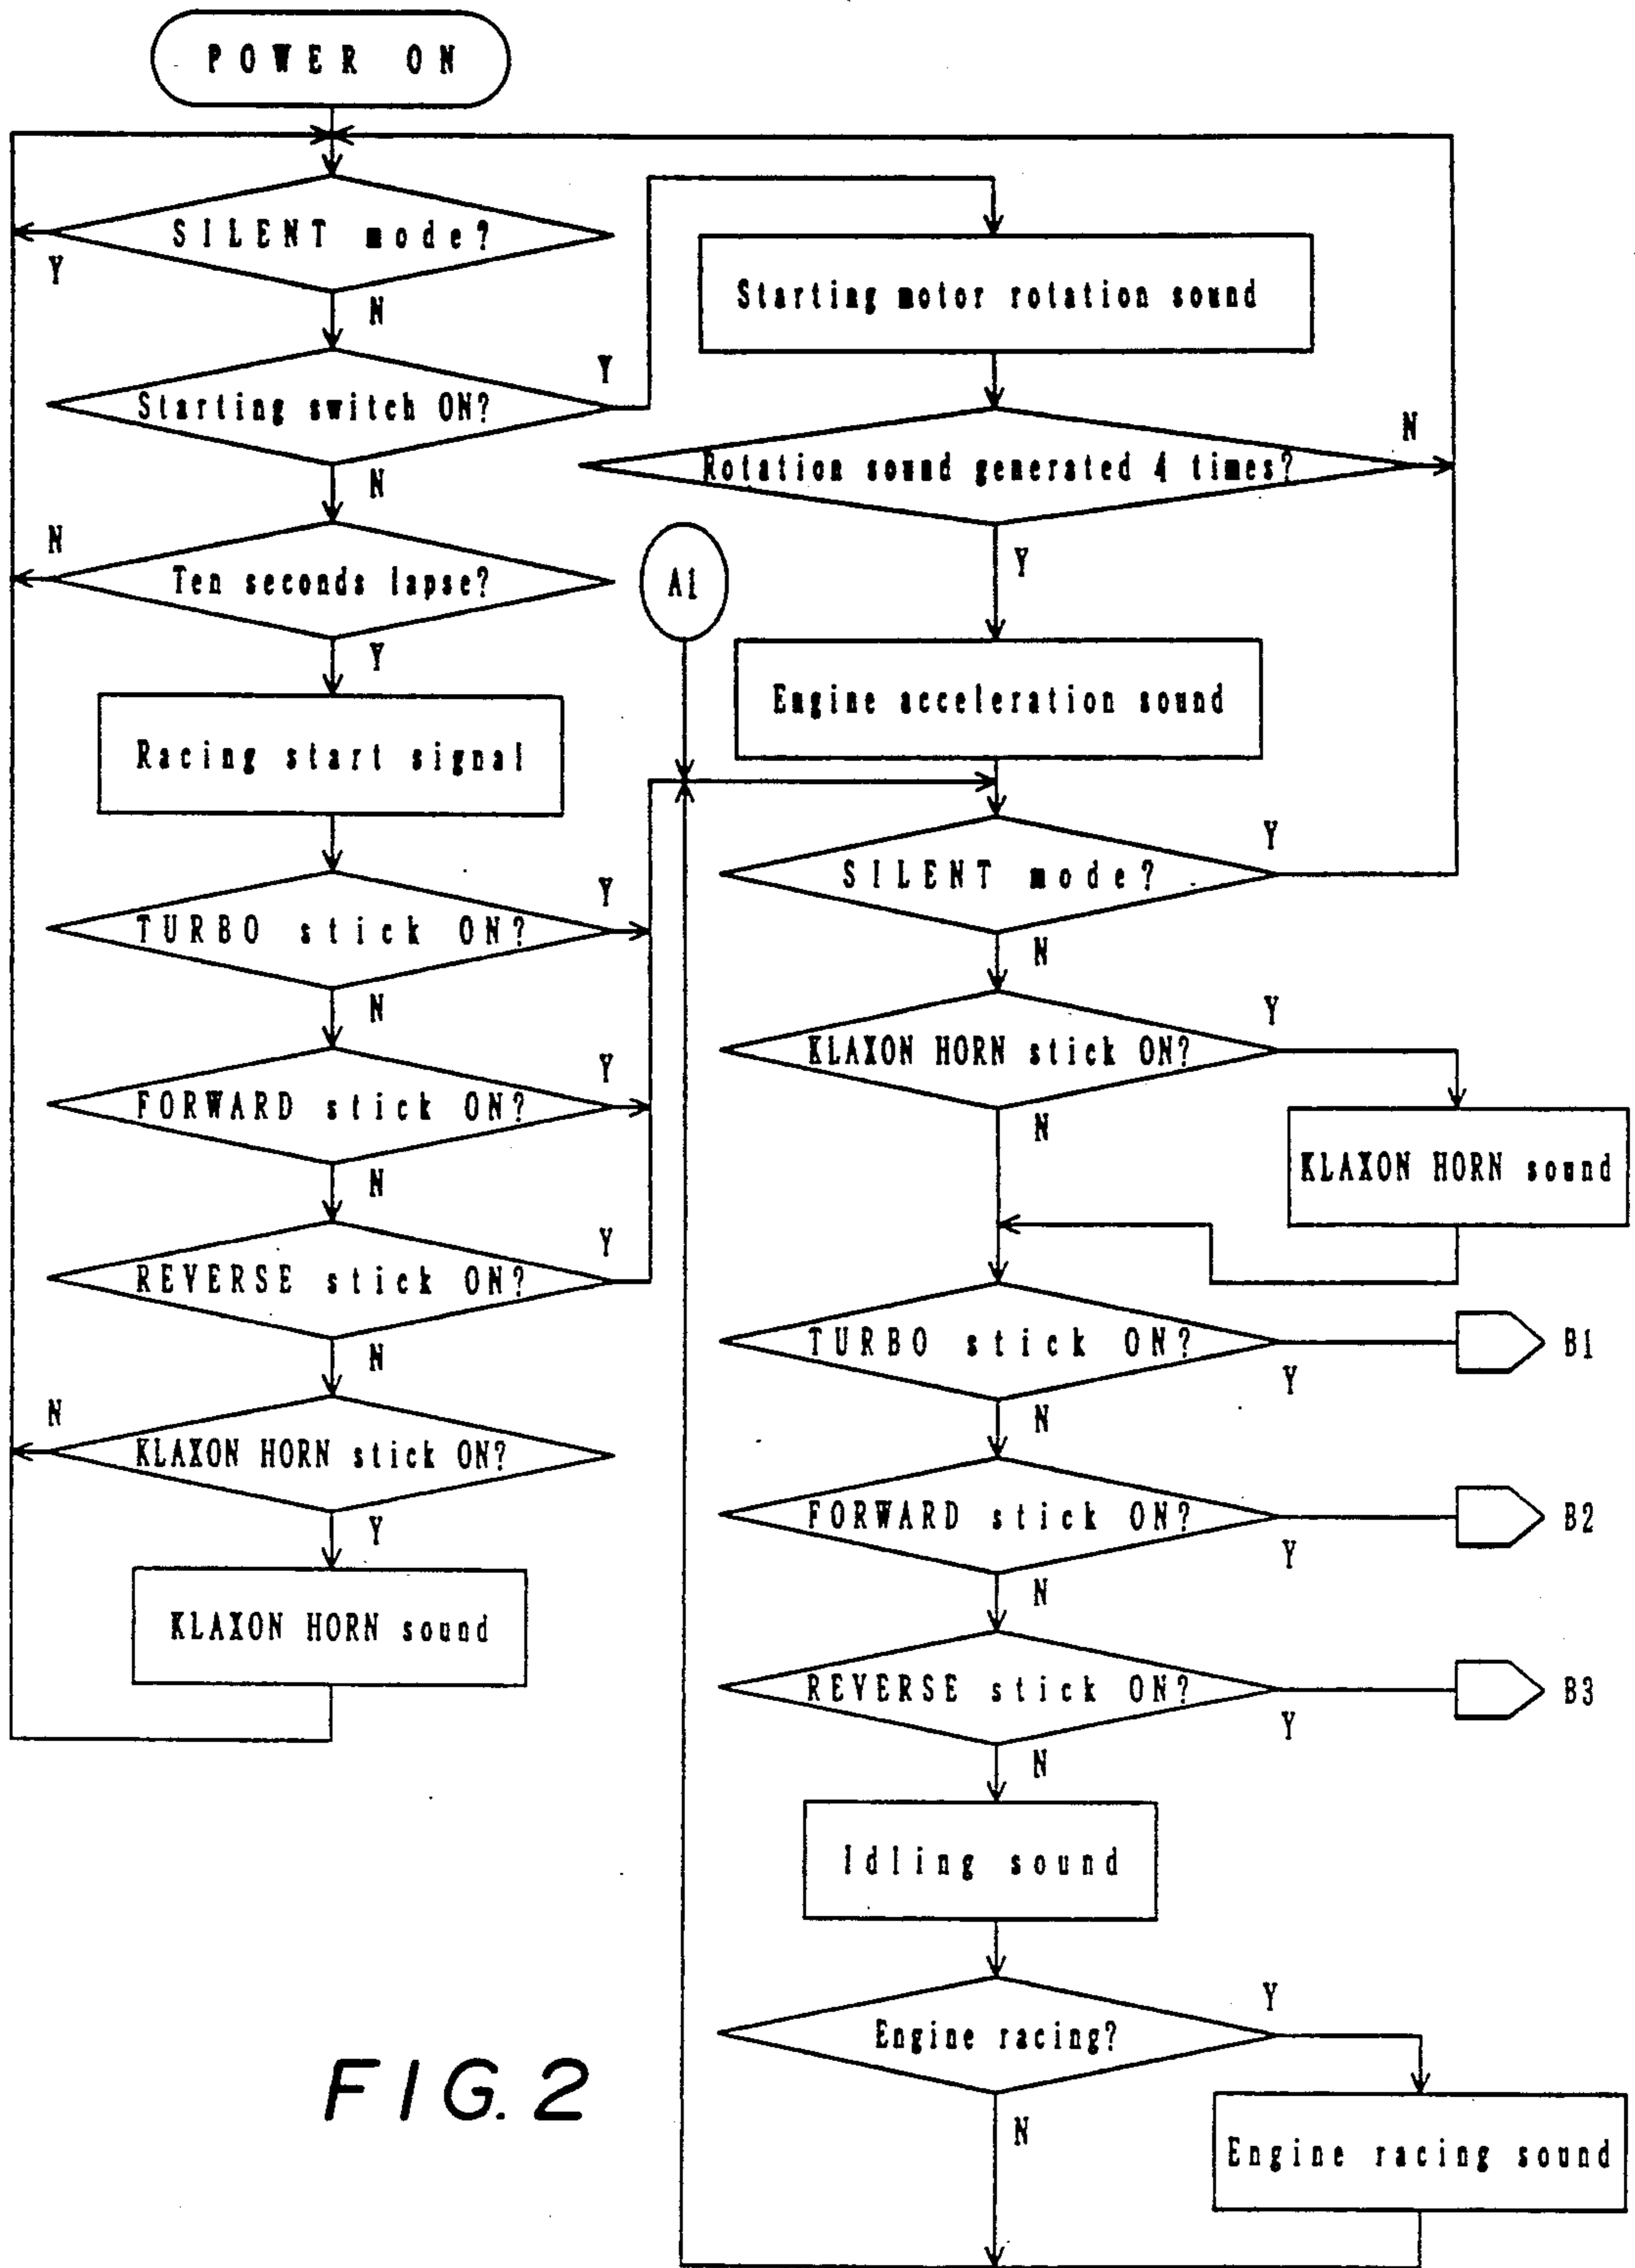 POWER ON
SILENT mode?
Y
N
Starting switch ON?
Y
N
Ten seconds lapse?
N
Y
Racing start signal
TURBO stick ON?
Y
N
FORWARD stick ON?
Y
N
REVERSE stick ON?
Y
N
KLAXON HORN stick ON?
N
Y
KLAXON HORN sound
Starting motor rotation sound
Rotation sound generated 4 times?
N
Y
A1
Engine acceleration sound
SILENT mode?
Y
N
KLAXON HORN stick ON?
Y
N
KLAXON HORN sound
TURBO stick ON?
Y
B1
N
FORWARD stick ON?
Y
B2
N
REVERSE stick ON?
Y
B3
N
Idling sound
Engine racing?
Y
N
Engine racing sound
FIG. 2